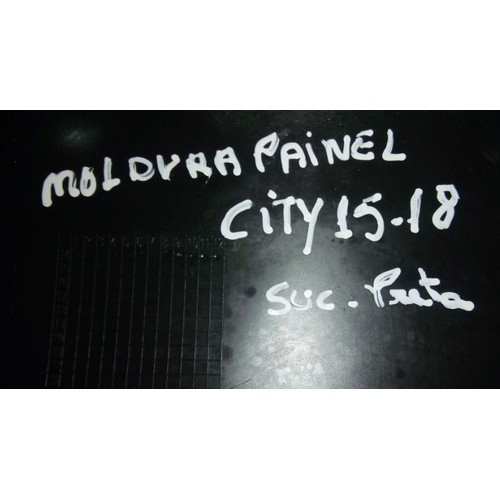 MOLDURA PAINEL
CiTY 15-18
suc. Preta